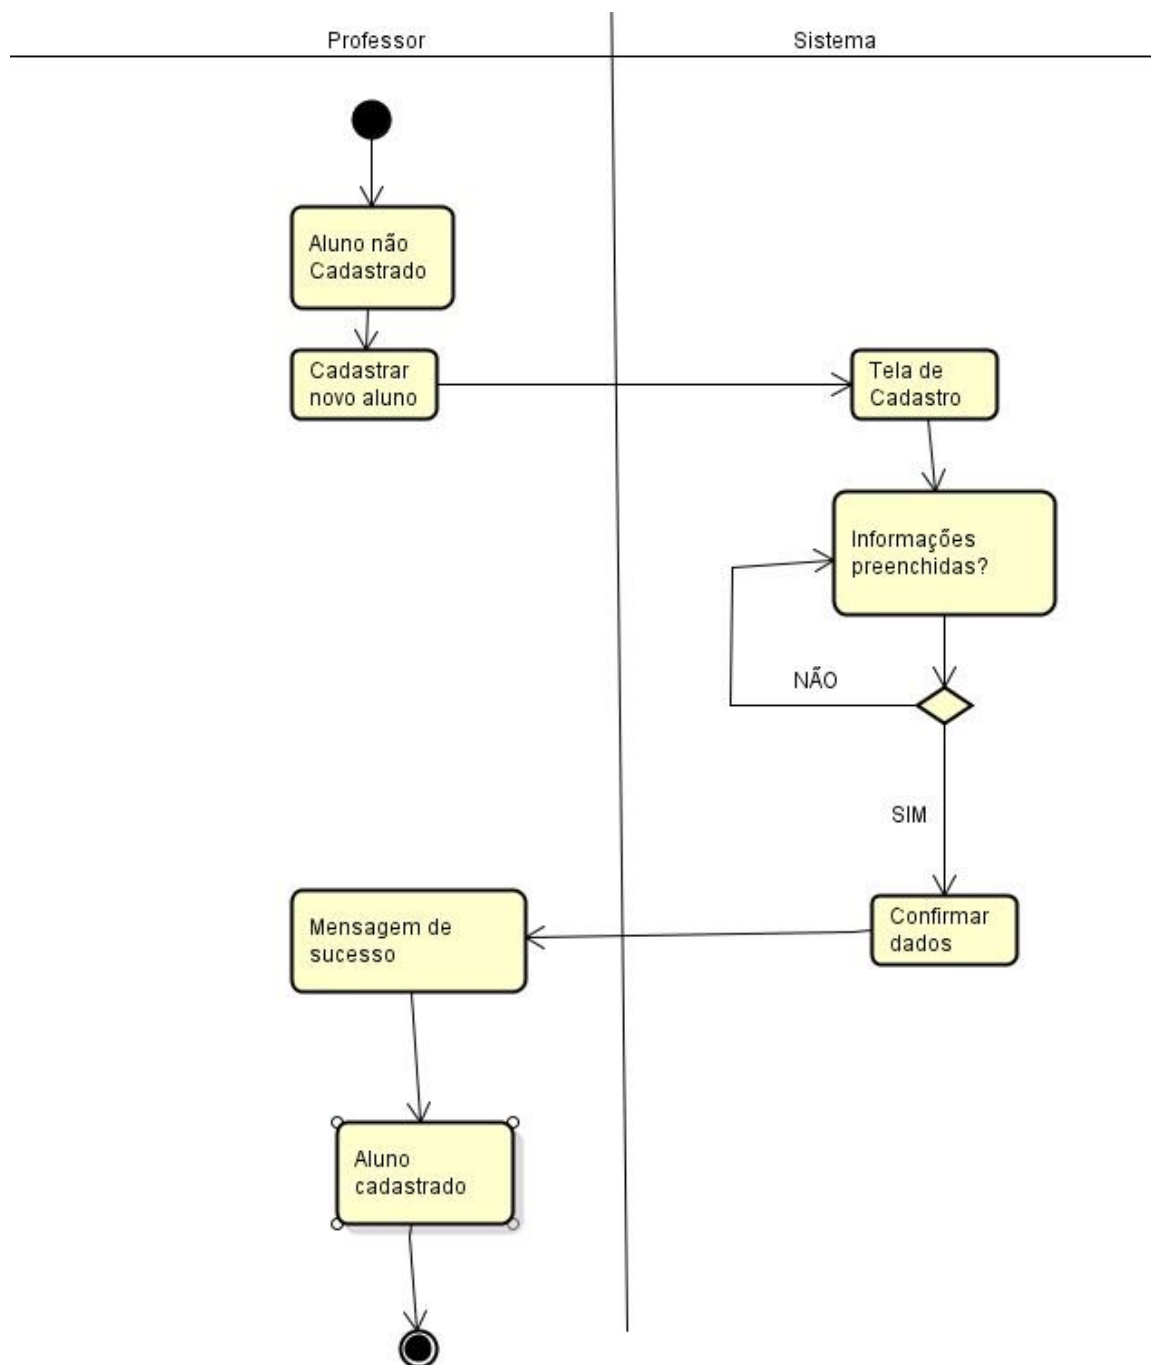 Professor
Sistema
Aluno não
Cadastrado
Cadastrar
novo aluno
Tela de
Cadastro
Informações
preenchidas?
NÃO
SIM
Confirmar
dados
Mensagem de
sucesso
Aluno
cadastrado